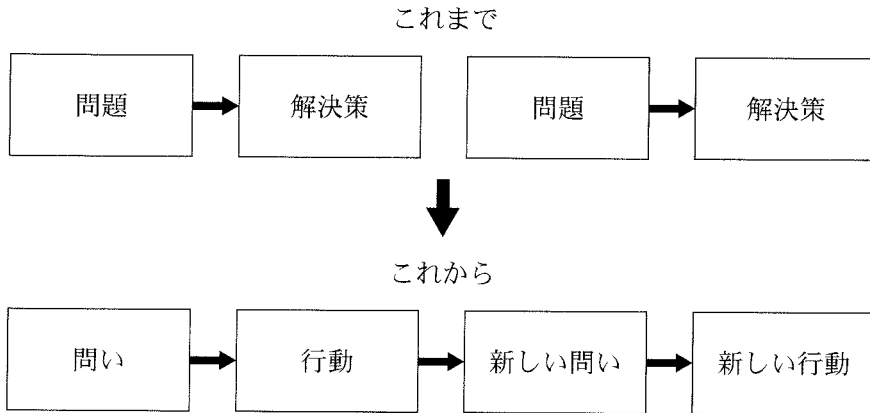 これまで
問題
解決策
問題
解決策
これから
問い
行動
新しい問い
新しい行動